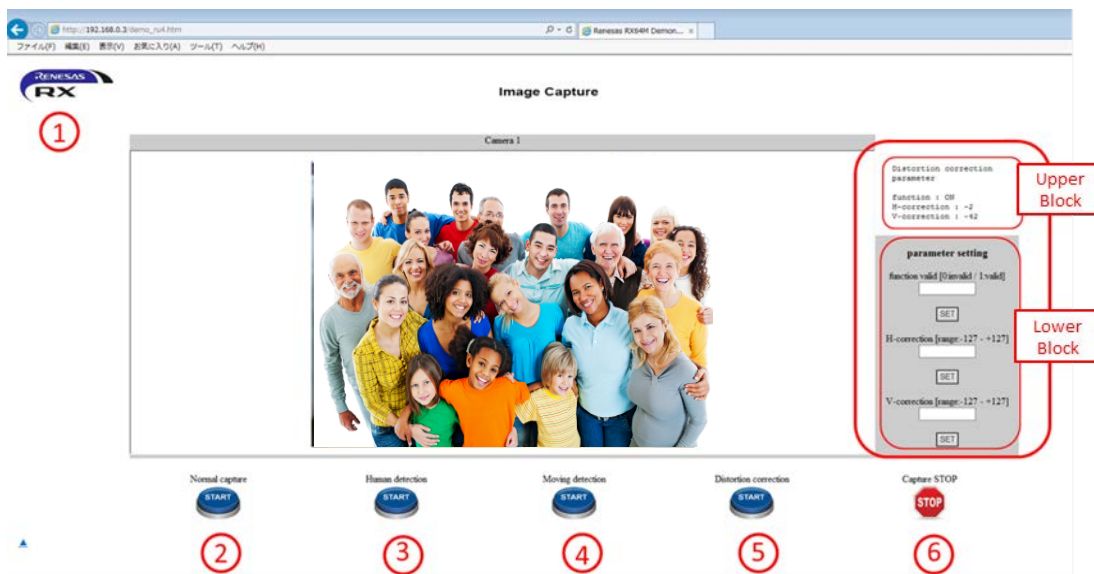 http://192.168.0.3/demo_rv4.htm
Renesas RX64M Demon...
ファイル(F) 編集(E) 表示(V) お気に入り(A) ツール(T) ヘルプ(H)
RENESAS
RX
Image Capture
1
Camera 1
Distortion correction
parameter
function : ON
H-correction : -2
V-correction : -42
Upper
Block
parameter setting
function valid [0:invalid / 1:valid]
SET
H-correction [range:-127 - +127]
SET
V-correction [range:-127 - +127]
SET
Lower
Block
Normal capture
Human detection
Moving detection
Distortion correction
Capture STOP
START
START
START
START
STOP
2
3
4
5
6